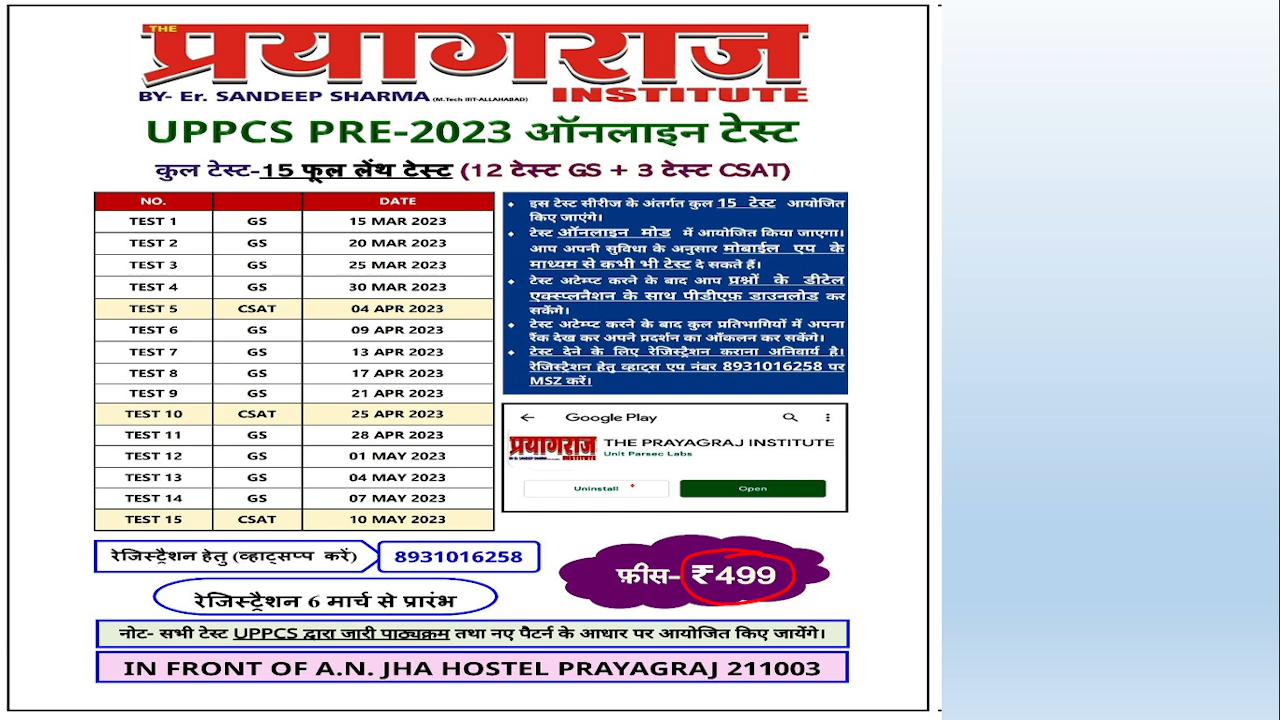 THE
प्रयागराज
BY- Er. SANDEEP SHARMA (M.Tech IIIT-ALLAHABAD) INSTITUTE
UPPCS PRE-2023 ऑनलाइन टेस्ट
कुल टेस्ट-15 फूल लेंथ टेस्ट (12 टेस्ट GS + 3 टेस्ट CSAT)
NO. DATE
TEST 1 GS 15 MAR 2023
TEST 2 GS 20 MAR 2023
TEST 3 GS 25 MAR 2023
TEST 4 GS 30 MAR 2023
TEST 5 CSAT 04 APR 2023
TEST 6 GS 09 APR 2023
TEST 7 GS 13 APR 2023
TEST 8 GS 17 APR 2023
TEST 9 GS 21 APR 2023
TEST 10 CSAT 25 APR 2023
TEST 11 GS 28 APR 2023
TEST 12 GS 01 MAY 2023
TEST 13 GS 04 MAY 2023
TEST 14 GS 07 MAY 2023
TEST 15 CSAT 10 MAY 2023
• इस टेस्ट सीरीज के अंतर्गत कुल 15 टेस्ट आयोजित
किए जाएंगे।
• टेस्ट ऑनलाइन मोड में आयोजित किया जाएगा।
आप अपनी सुविधा के अनुसार मोबाईल एप के
माध्यम से कभी भी टेस्ट दे सकते हैं।
• टेस्ट अटेम्प्ट करने के बाद आप प्रश्नों के डीटेल
एक्स्प्लनैशन के साथ पीडीएफ़ डाउनलोड कर
सकेंगे।
• टेस्ट अटेम्प्ट करने के बाद कुल प्रतिभागियों में अपना
रैंक देख कर अपने प्रदर्शन का आँकलन कर सकेंगे।
• टेस्ट देने के लिए रेजिस्ट्रैशन कराना अनिवार्य है।
रेजिस्ट्रैशन हेतु व्हाट्स एप नंबर 8931016258 पर
MSZ करें।
Google Play
प्रयागराज
INSTITUTE
THE PRAYAGRAJ INSTITUTE
Unit Parsec Labs
Uninstall Open
रेजिस्ट्रैशन हेतु (व्हाट्सप्प करें) 8931016258
फ़ीस- ₹499
रेजिस्ट्रैशन 6 मार्च से प्रारंभ
नोट- सभी टेस्ट UPPCS द्वारा जारी पाठ्यक्रम तथा नए पैटर्न के आधार पर आयोजित किए जायेंगे।
IN FRONT OF A.N. JHA HOSTEL PRAYAGRAJ 211003